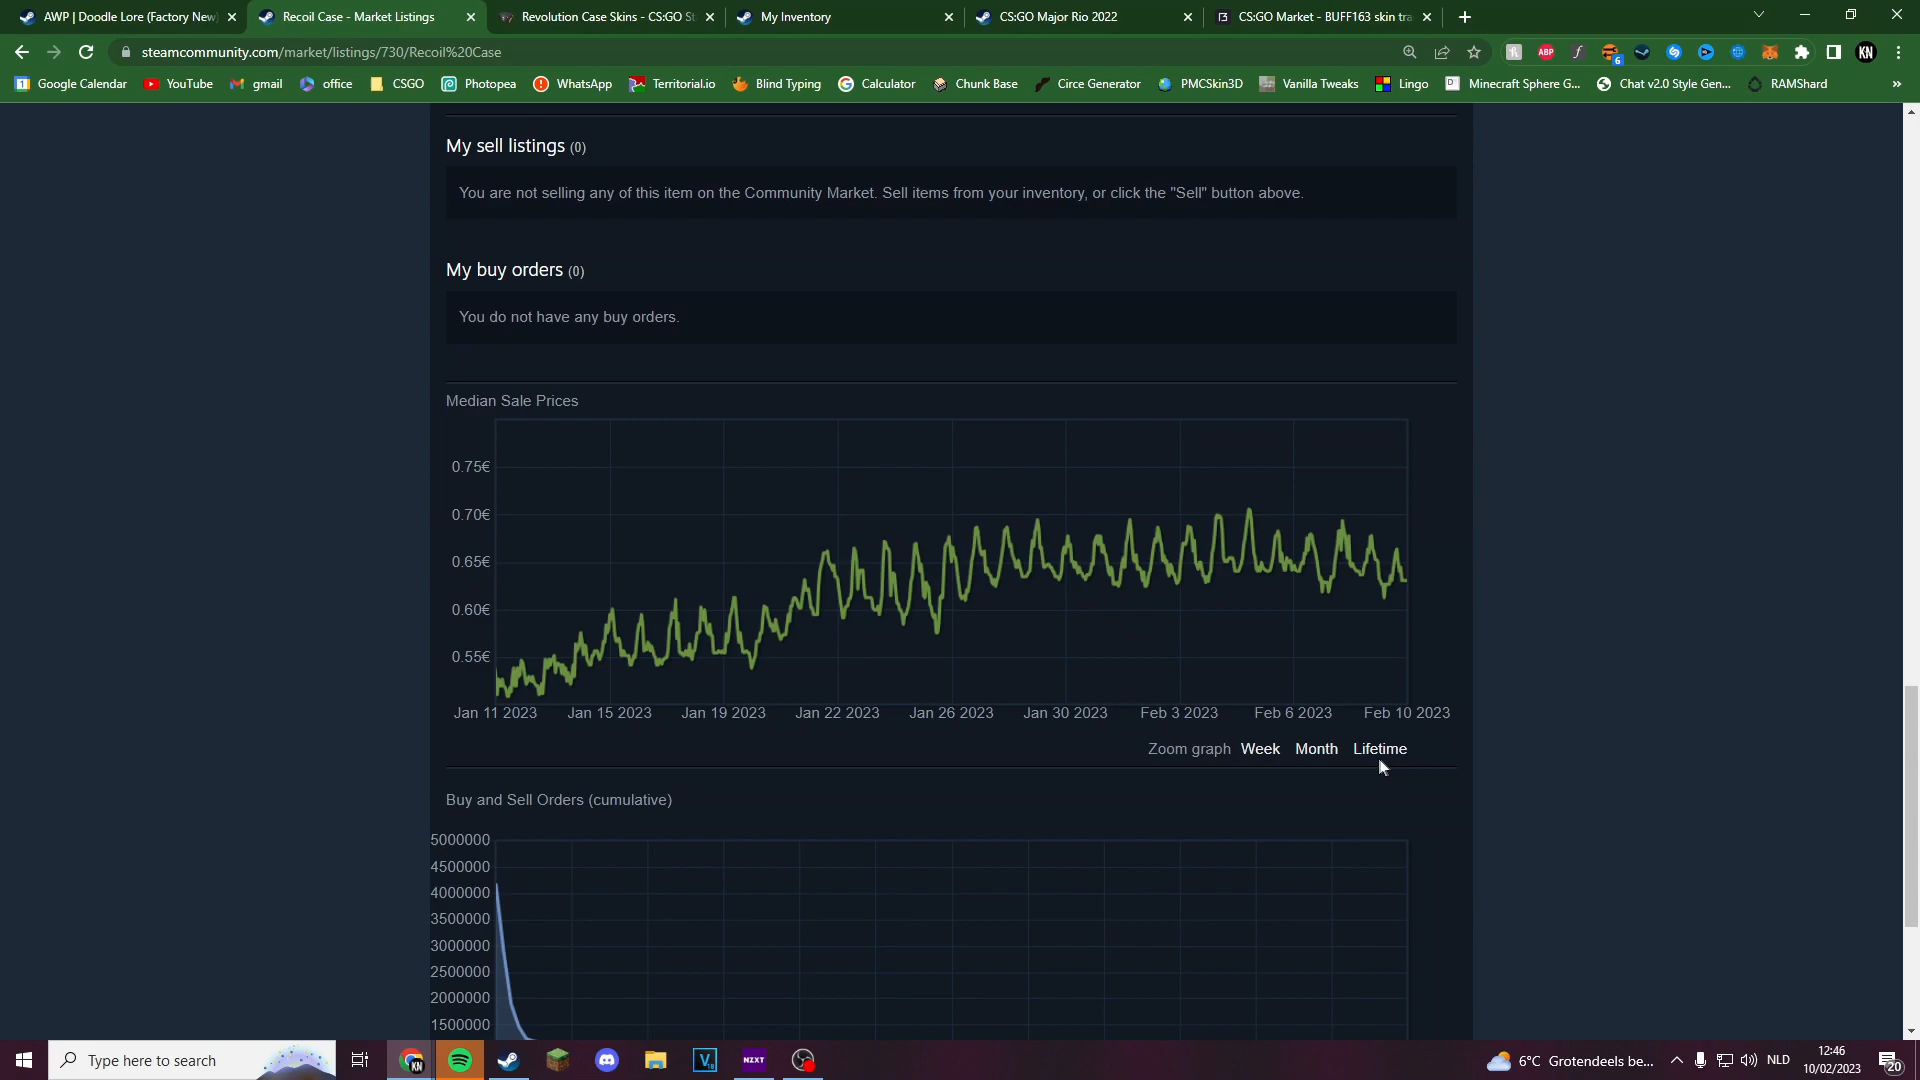 AWP | Doodle Lore (Factory New)
Recoil Case - Market Listings
Revolution Case Skins - CS:GO St
My Inventory
CS:GO Major Rio 2022
CS:GO Market - BUFF163 skin tra
steamcommunity.com/market/listings/730/Recoil%20Case
ABP
6
KN
Google Calendar
YouTube
gmail
office
CSGO
Photopea
WhatsApp
Territorial.io
Blind Typing
Calculator
Chunk Base
Circe Generator
PMCSkin3D
Vanilla Tweaks
Lingo
Minecraft Sphere G...
Chat v2.0 Style Gen...
RAMShard
»
My sell listings (0)
You are not selling any of this item on the Community Market. Sell items from your inventory, or click the "Sell" button above.
My buy orders (0)
You do not have any buy orders.
Median Sale Prices
0.75€
0.70€
0.65€
0.60€
0.55€
Jan 11 2023 Jan 15 2023 Jan 19 2023 Jan 22 2023 Jan 26 2023 Jan 30 2023 Feb 3 2023 Feb 6 2023 Feb 10 2023
Zoom graph Week Month Lifetime
Buy and Sell Orders (cumulative)
5000000
4500000
4000000
3500000
3000000
2500000
2000000
1500000
Type here to search
KN
NZXT
6°C Grotendeels be...
NLD
12:46
10/02/2023
20